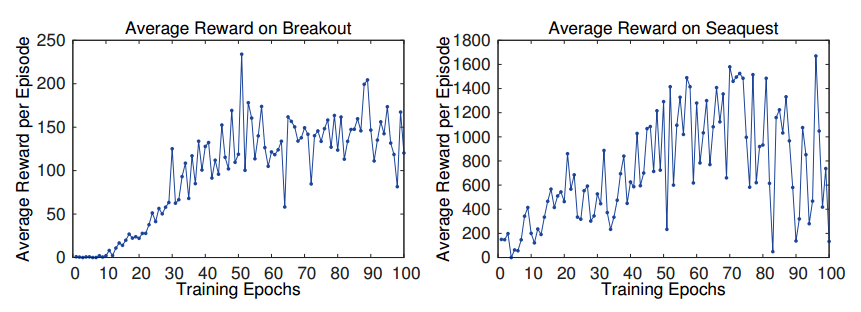 Average Reward on Breakout
Average Reward per Episode
250
200
150
100
50
0
0 10 20 30 40 50 60 70 80 90 100
Training Epochs
Average Reward on Seaquest
Average Reward per Episode
1800
1600
1400
1200
1000
800
600
400
200
0
0 10 20 30 40 50 60 70 80 90 100
Training Epochs